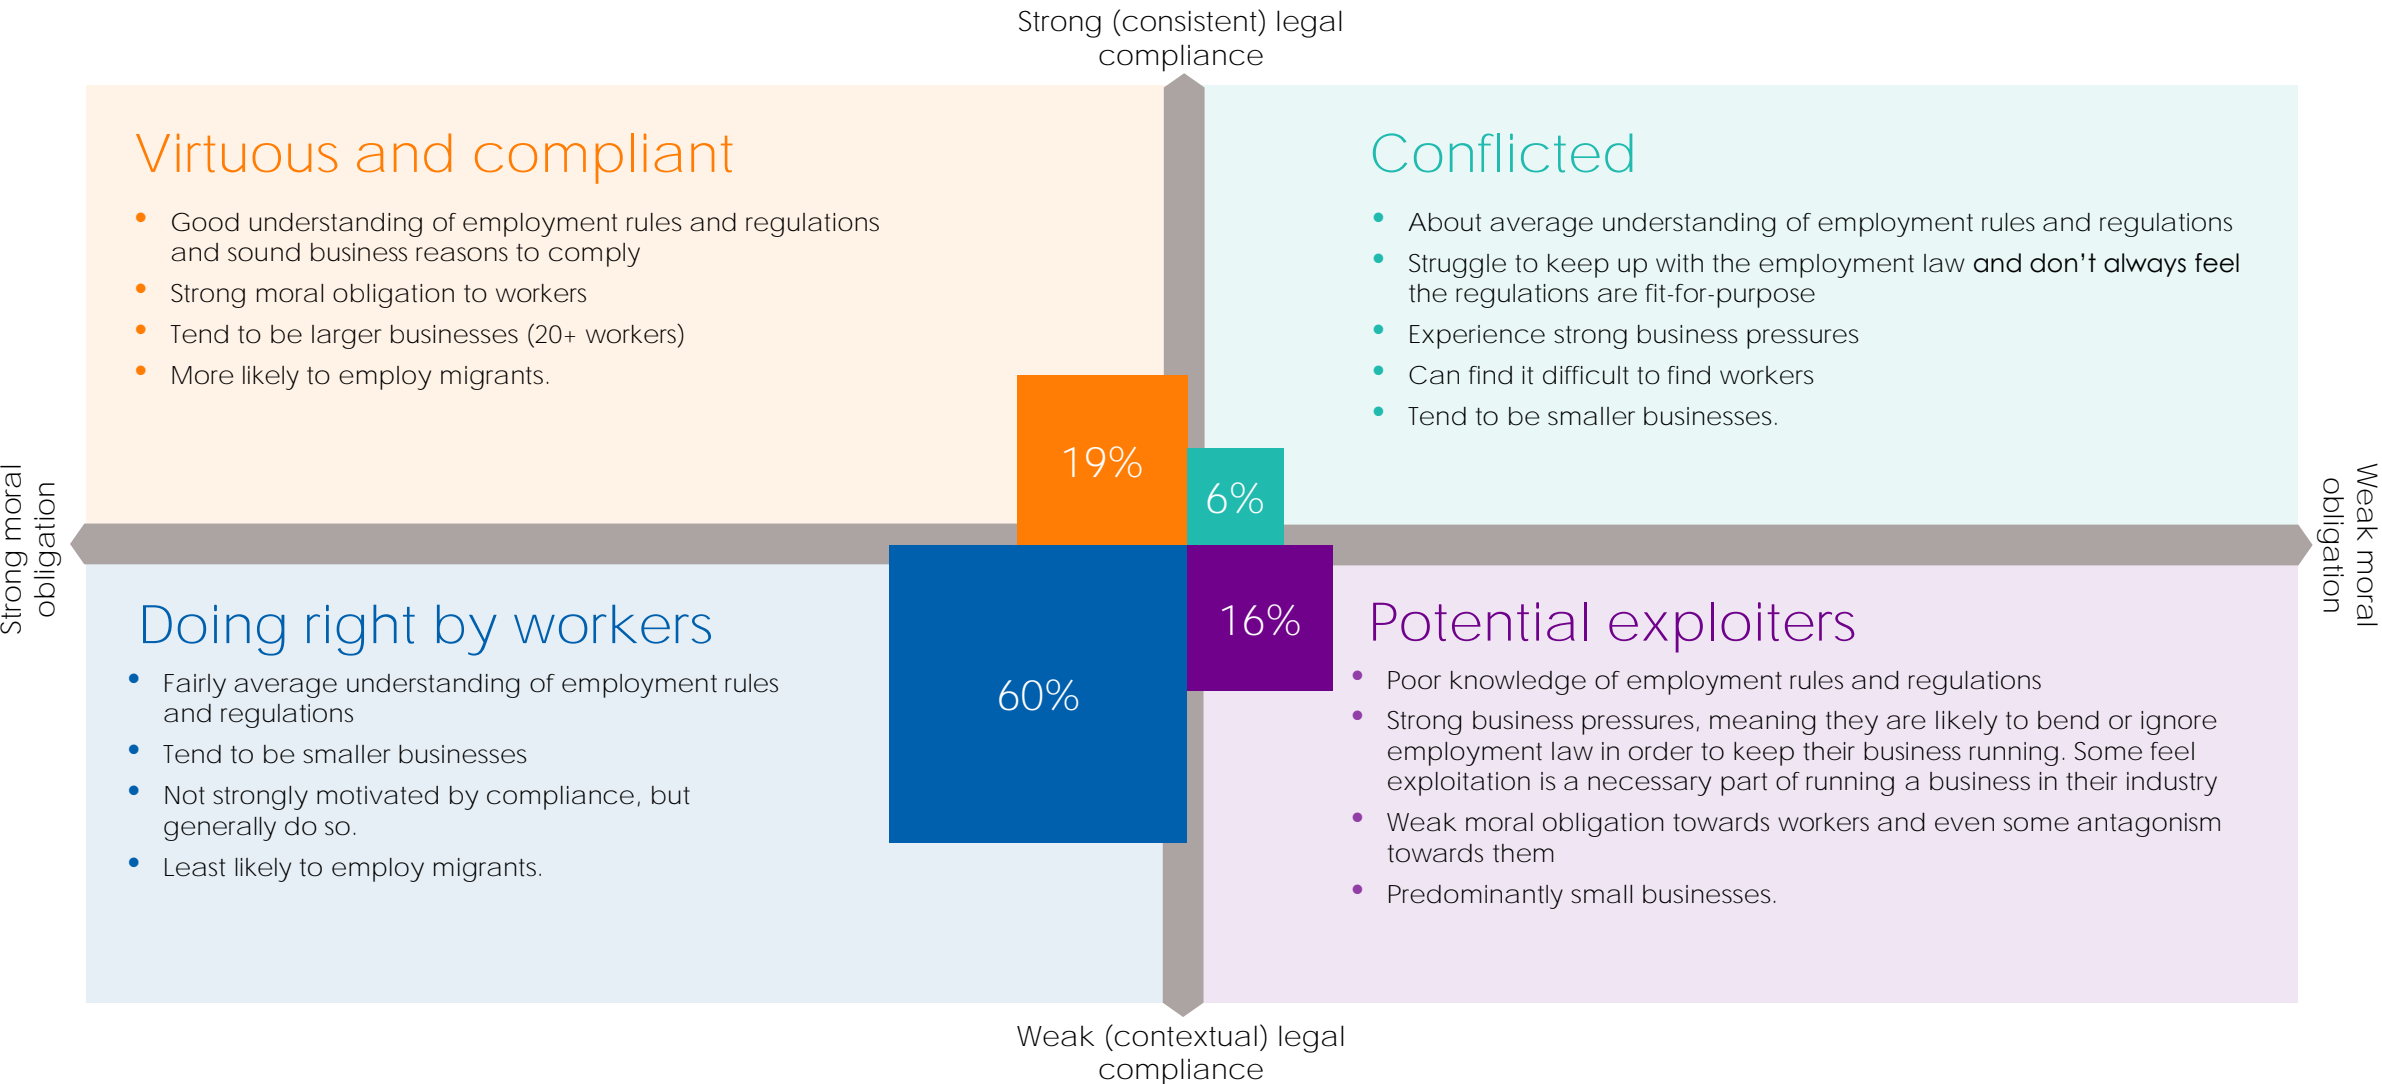 Strong (consistent) legal
compliance
Virtuous and compliant
• Good understanding of employment rules and regulations
and sound business reasons to comply
• Strong moral obligation to workers
• Tend to be larger businesses (20+ workers)
• More likely to employ migrants.
Conflicted
• About average understanding of employment rules and regulations
• Struggle to keep up with the employment law and don’t always feel
the regulations are fit-for-purpose
• Experience strong business pressures
• Can find it difficult to find workers
• Tend to be smaller businesses.
19%
6%
Strong moral
obligation
Weak moral
obligation
Doing right by workers
• Fairly average understanding of employment rules
and regulations
• Tend to be smaller businesses
• Not strongly motivated by compliance, but
generally do so.
• Least likely to employ migrants.
60%
16%
Potential exploiters
• Poor knowledge of employment rules and regulations
• Strong business pressures, meaning they are likely to bend or ignore
employment law in order to keep their business running. Some feel
exploitation is a necessary part of running a business in their industry
• Weak moral obligation towards workers and even some antagonism
towards them
• Predominantly small businesses.
Weak (contextual) legal
compliance